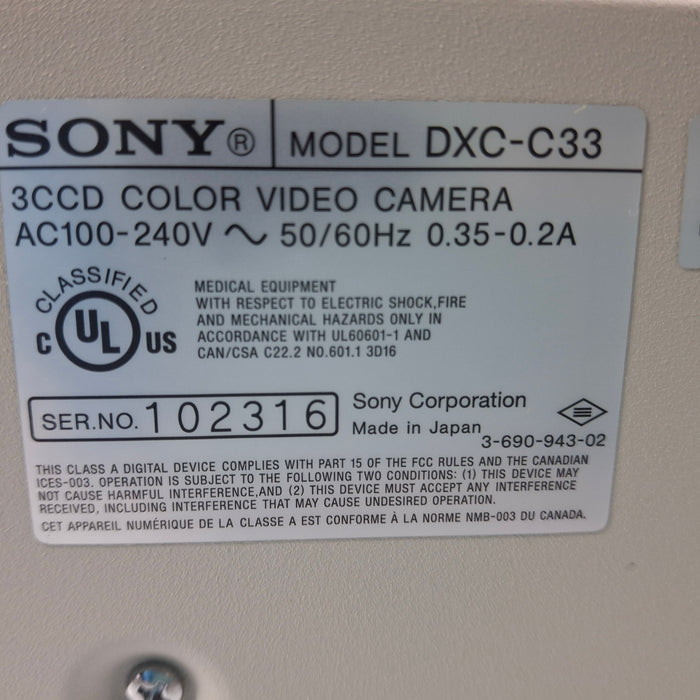 SONY® MODEL DXC-C33
3CCD COLOR VIDEO CAMERA
AC100-240V ～ 50/60Hz 0.35-0.2A
CLASSIFIED
C UL US
MEDICAL EQUIPMENT
WITH RESPECT TO ELECTRIC SHOCK,FIRE
AND MECHANICAL HAZARDS ONLY IN
ACCORDANCE WITH UL60601-1 AND
CAN/CSA C22.2 NO.601.1 3D16
SER.NO. 102316
Sony Corporation
Made in Japan
3-690-943-02
THIS CLASS A DIGITAL DEVICE COMPLIES WITH PART 15 OF THE FCC RULES AND THE CANADIAN
ICES-003. OPERATION IS SUBJECT TO THE FOLLOWING TWO CONDITIONS: (1) THIS DEVICE MAY
NOT CAUSE HARMFUL INTERFERENCE,AND (2) THIS DEVICE MUST ACCEPT ANY INTERFERENCE
RECEIVED, INCLUDING INTERFERENCE THAT MAY CAUSE UNDESIRED OPERATION.
CET APPAREIL NUMÉRIQUE DE LA CLASSE A EST CONFORME À LA NORME NMB-003 DU CANADA.